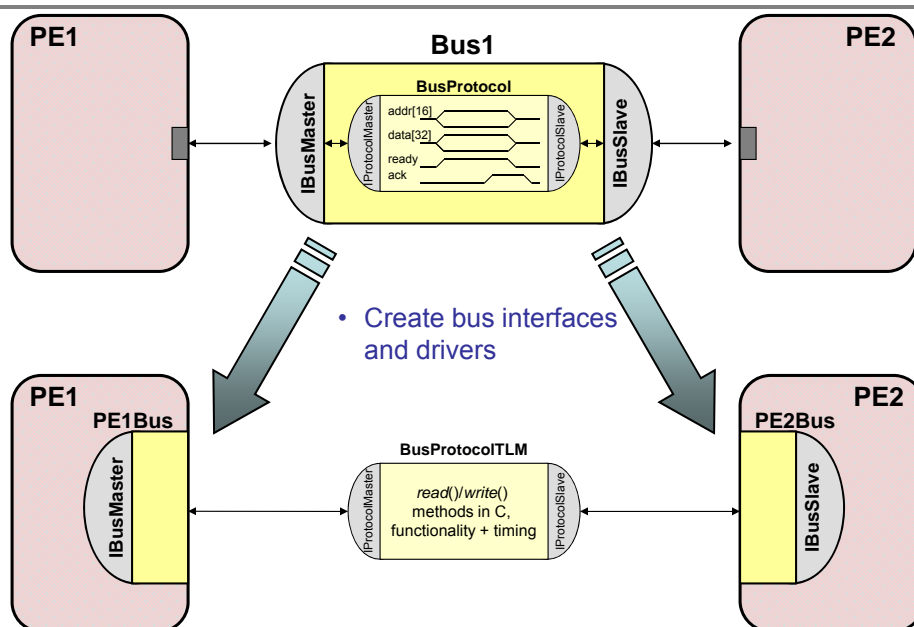 PE1
Bus1
PE2
BusProtocol
IBusMaster
IProtocolMaster
addr[16]
data[32]
ready
ack
IProtocolSlave
IBusSlave
• Create bus interfaces
and drivers
PE1
PE2
PE1Bus
PE2Bus
BusProtocolTLM
IBusMaster
IProtocolMaster
read()/write()
methods in C,
functionality + timing
IProtocolSlave
IBusSlave